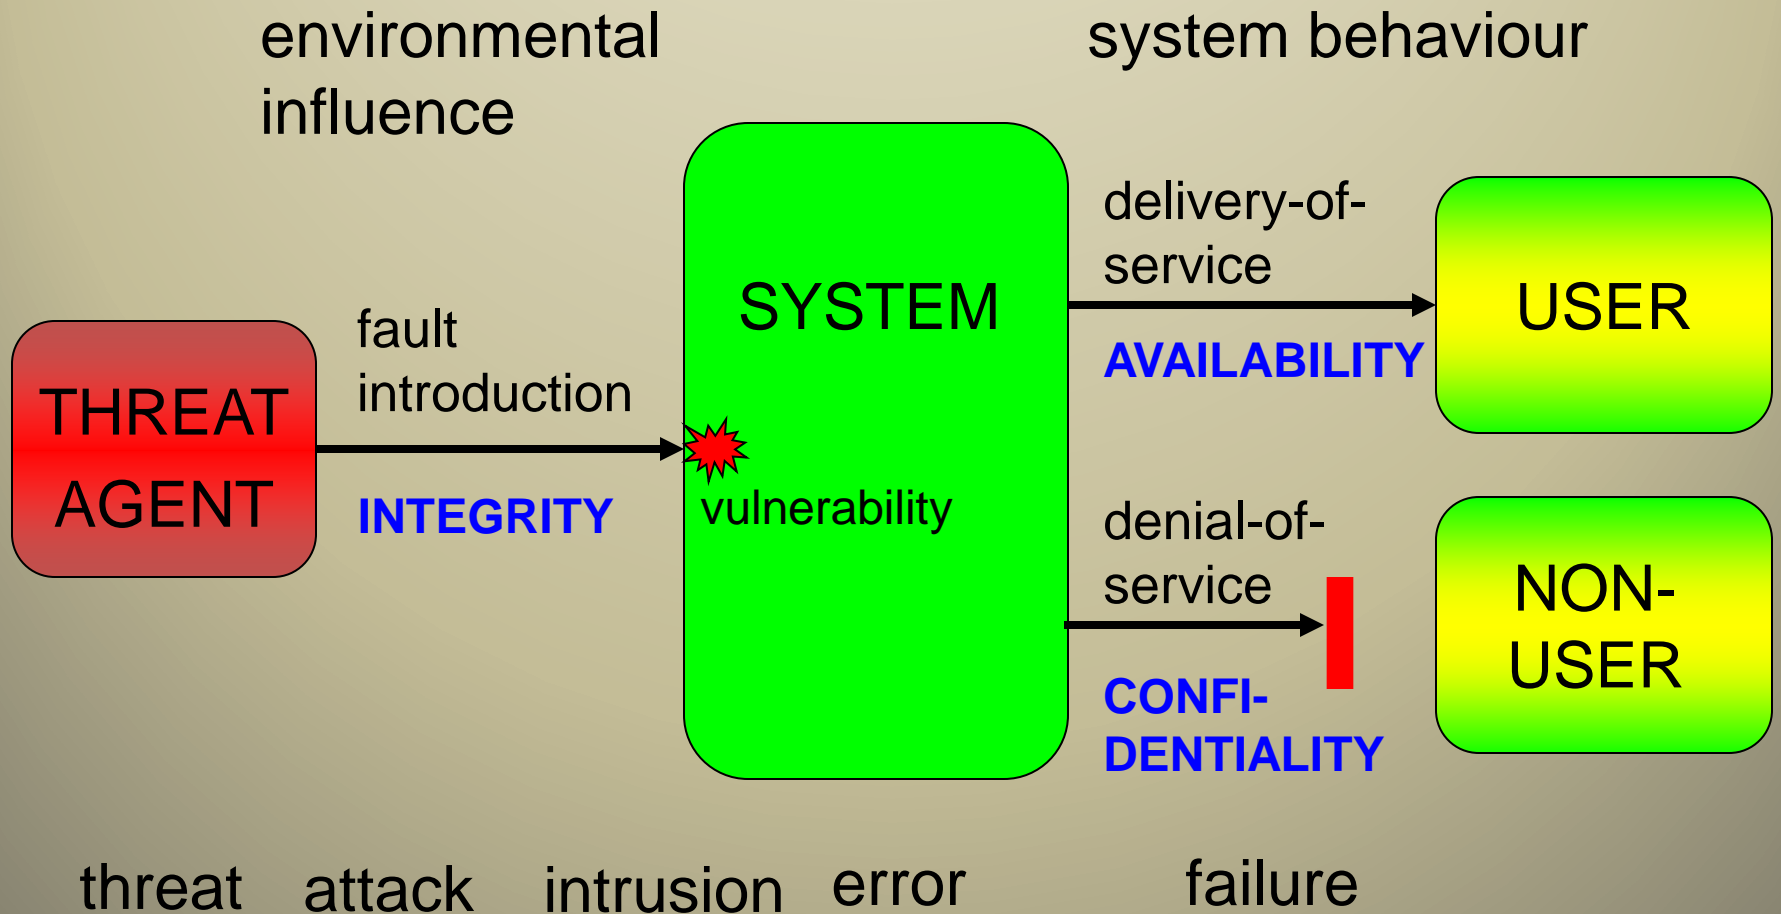 environmental
influence
system behaviour
THREAT
AGENT
fault
introduction
INTEGRITY
SYSTEM
vulnerability
delivery-of-
service
AVAILABILITY
USER
denial-of-
service
CONFI-
DENTIALITY
NON-
USER
threat
attack
intrusion
error
failure